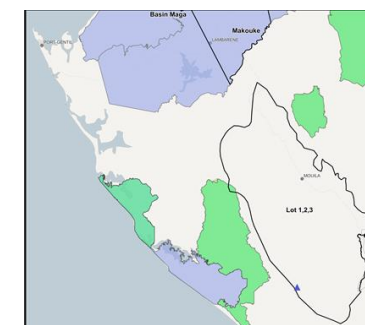 Basin Maga
Makouke
PORT-GENTIL
LAMBARENE
MOUILA
Lot 1,2,3